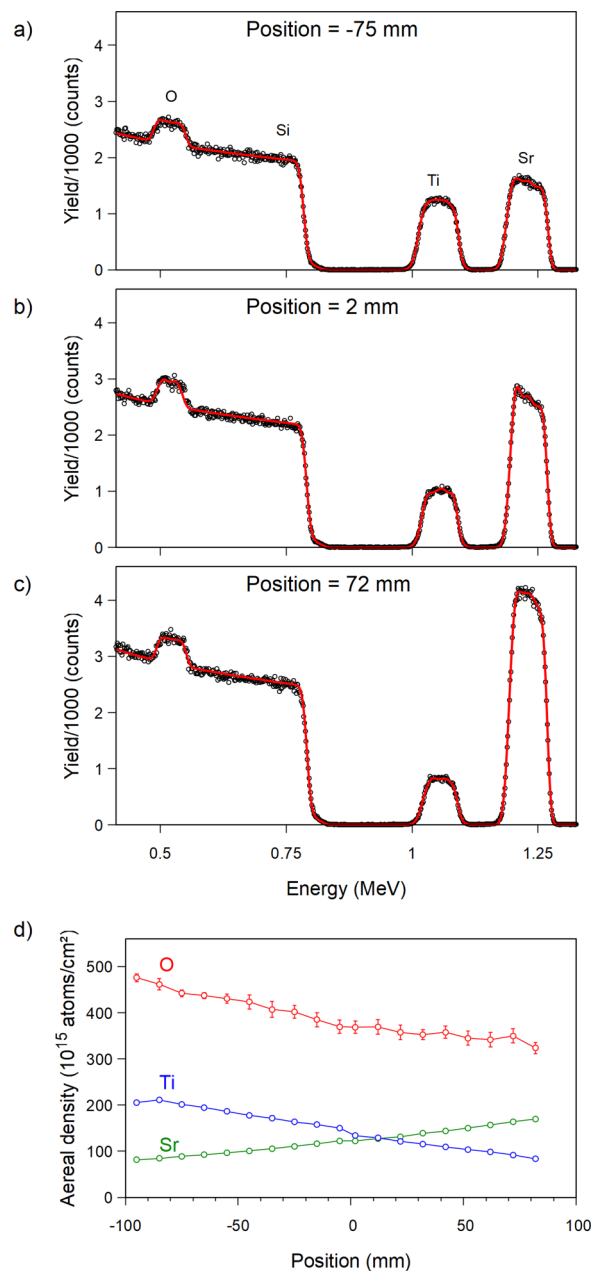 a)
Position = -75 mm
4
3
2
1
0
Yield/1000 (counts)
O
Si
Ti
Sr
b)
Position = 2 mm
4
3
2
1
0
Yield/1000 (counts)
c)
Position = 72 mm
4
3
2
1
0
Yield/1000 (counts)
0.5 0.75 1 1.25
Energy (MeV)
d)
500
400
300
200
100
0
Aereal density (10¹⁵ atoms/cm²)
O
Ti
Sr
-100 -50 0 50 100
Position (mm)